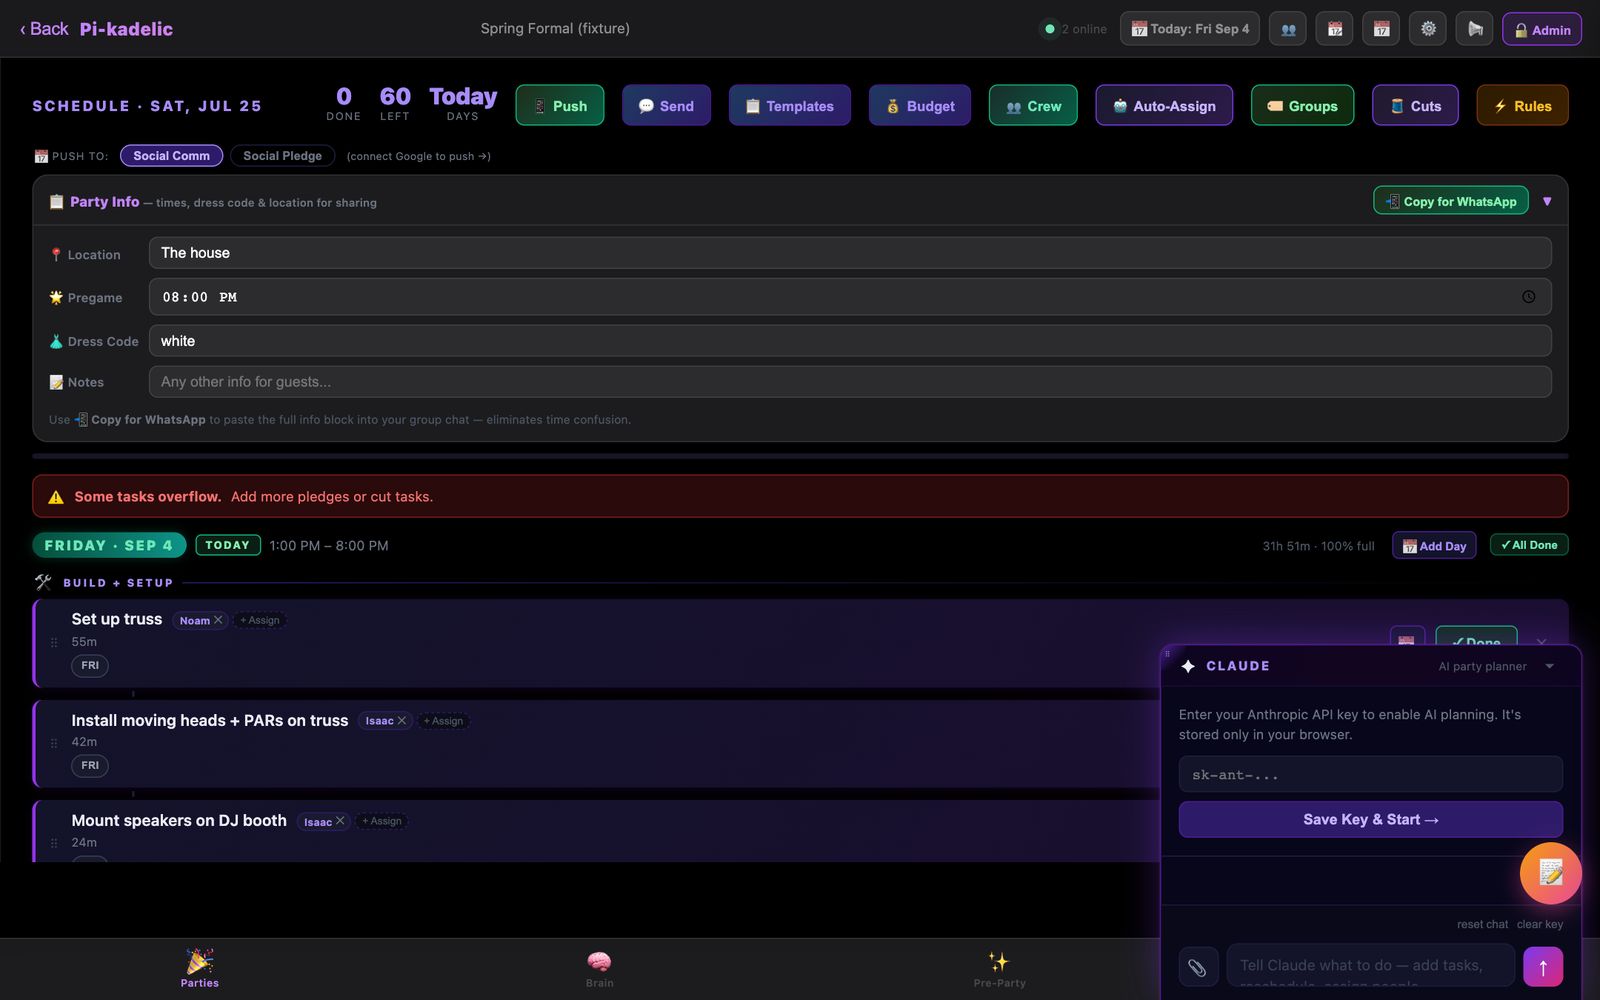 ‹ Back Pi-kadelic
Spring Formal (fixture)
2 online
Today: Fri Sep 4
Admin
SCHEDULE · SAT, JUL 25
0 DONE
60 LEFT
Today DAYS
Push
Send
Templates
Budget
Crew
Auto-Assign
Groups
Cuts
Rules
PUSH TO: Social Comm Social Pledge (connect Google to push →)
Party Info — times, dress code & location for sharing
Copy for WhatsApp ▼
Location The house
Pregame 08:00 PM
Dress Code white
Notes Any other info for guests...
Use Copy for WhatsApp to paste the full info block into your group chat — eliminates time confusion.
Some tasks overflow. Add more pledges or cut tasks.
FRIDAY · SEP 4 TODAY 1:00 PM – 8:00 PM
31h 51m · 100% full Add Day ✓ All Done
BUILD + SETUP
Set up truss Noam ✕ + Assign
55m
FRI
✓ Done
Install moving heads + PARs on truss Isaac ✕ + Assign
42m
FRI
Mount speakers on DJ booth Isaac ✕ + Assign
24m
CLAUDE AI party planner
Enter your Anthropic API key to enable AI planning. It's
stored only in your browser.
sk-ant-...
Save Key & Start →
reset chat clear key
Tell Claude what to do — add tasks,
reschedule, assign people
Parties
Brain
Pre-Party